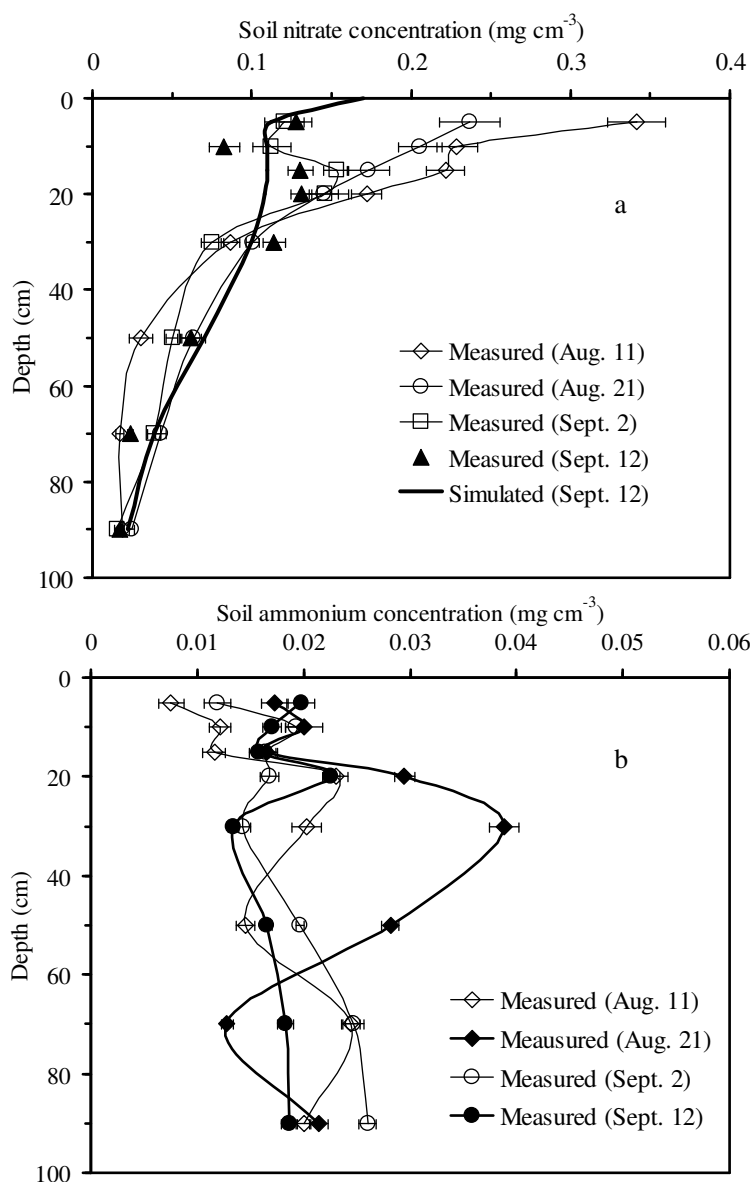 Soil nitrate concentration (mg cm-3)
0 0.1 0.2 0.3 0.4
0
20
40
60
80
100
Depth (cm)
a
Measured (Aug. 11)
Measured (Aug. 21)
Measured (Sept. 2)
Measured (Sept. 12)
Simulated (Sept. 12)
Soil ammonium concentration (mg cm-3)
0 0.01 0.02 0.03 0.04 0.05 0.06
0
20
40
60
80
100
Depth (cm)
b
Measured (Aug. 11)
Meausured (Aug. 21)
Measured (Sept. 2)
Measured (Sept. 12)